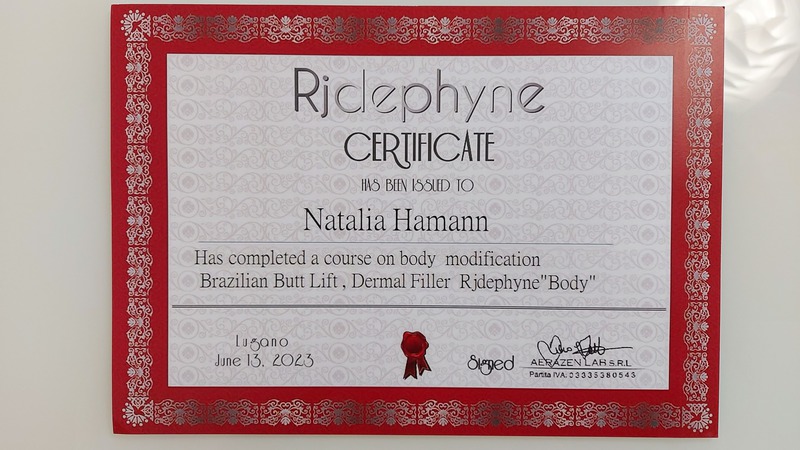 Rjdephyne
CERTIFICATE
HAS BEEN ISSUED TO
Natalia Hamann
Has completed a course on body modification
Brazilian Butt Lift , Dermal Filler Rjdephyne"Body"
Lugano
June 13, 2023
Signed
AERAZEN LAB S.R.L
Partita IVA: 03335380543